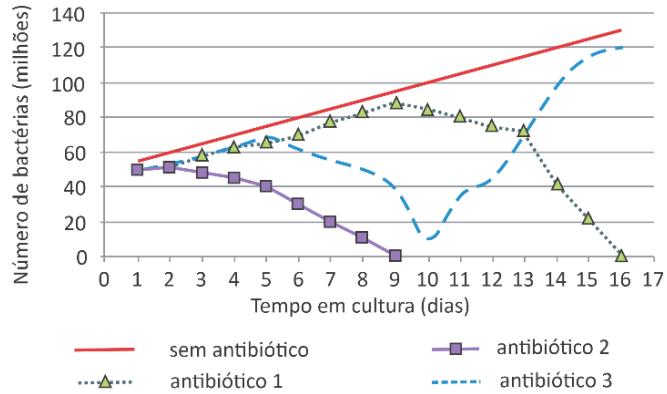 Número de bactérias (milhões)
140
120
100
80
60
40
20
0
0 1 2 3 4 5 6 7 8 9 10 11 12 13 14 15 16 17
Tempo em cultura (dias)
sem antibiótico
antibiótico 2
antibiótico 1
antibiótico 3